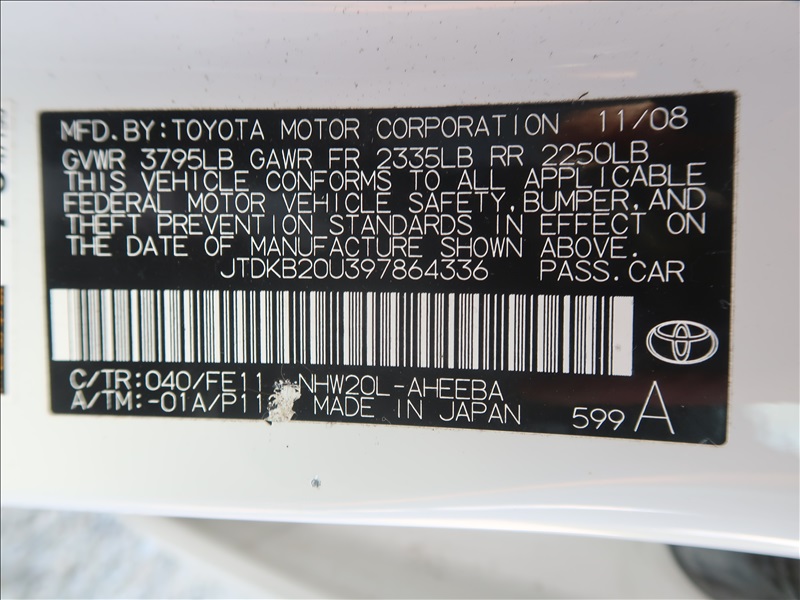 MFD. BY: TOYOTA MOTOR CORPORATION 11/08
GVWR 3795LB GAWR FR 2335LB RR 2250LB
THIS VEHICLE CONFORMS TO ALL APPLICABLE
FEDERAL MOTOR VEHICLE SAFETY, BUMPER, AND
THEFT PREVENTION STANDARDS IN EFFECT ON
THE DATE OF MANUFACTURE SHOWN ABOVE.
JTDKB20U397864336 PASS. CAR
C/TR: 040/FE11 NHW20L-AHEEBA
A/TM: -01A/P11 MADE IN JAPAN 599 A